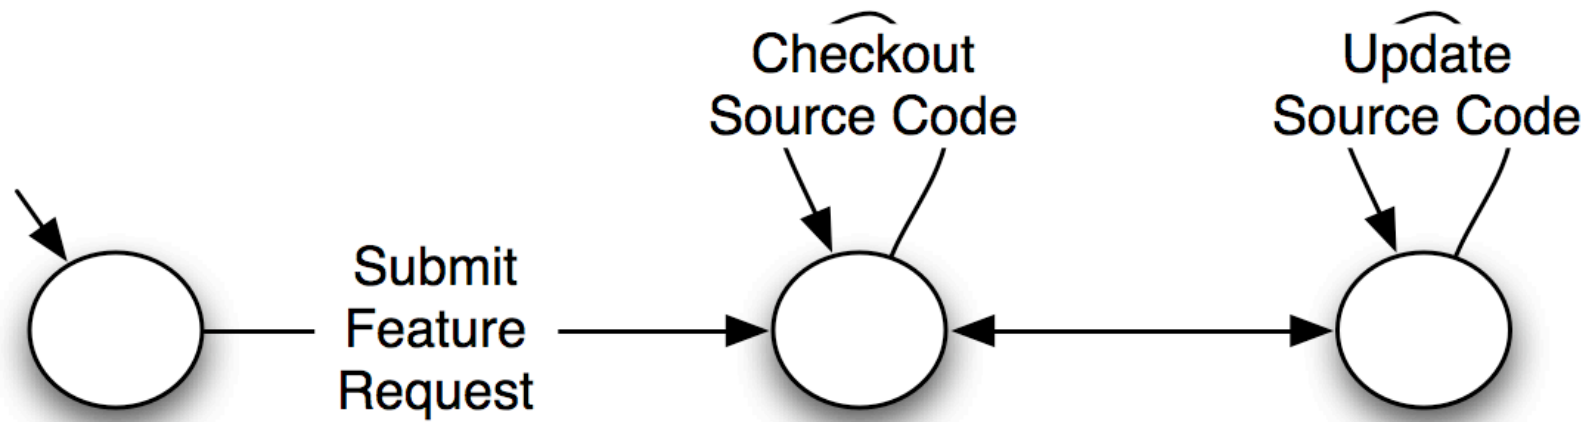 Submit
Feature
Request
Checkout
Source Code
Update
Source Code